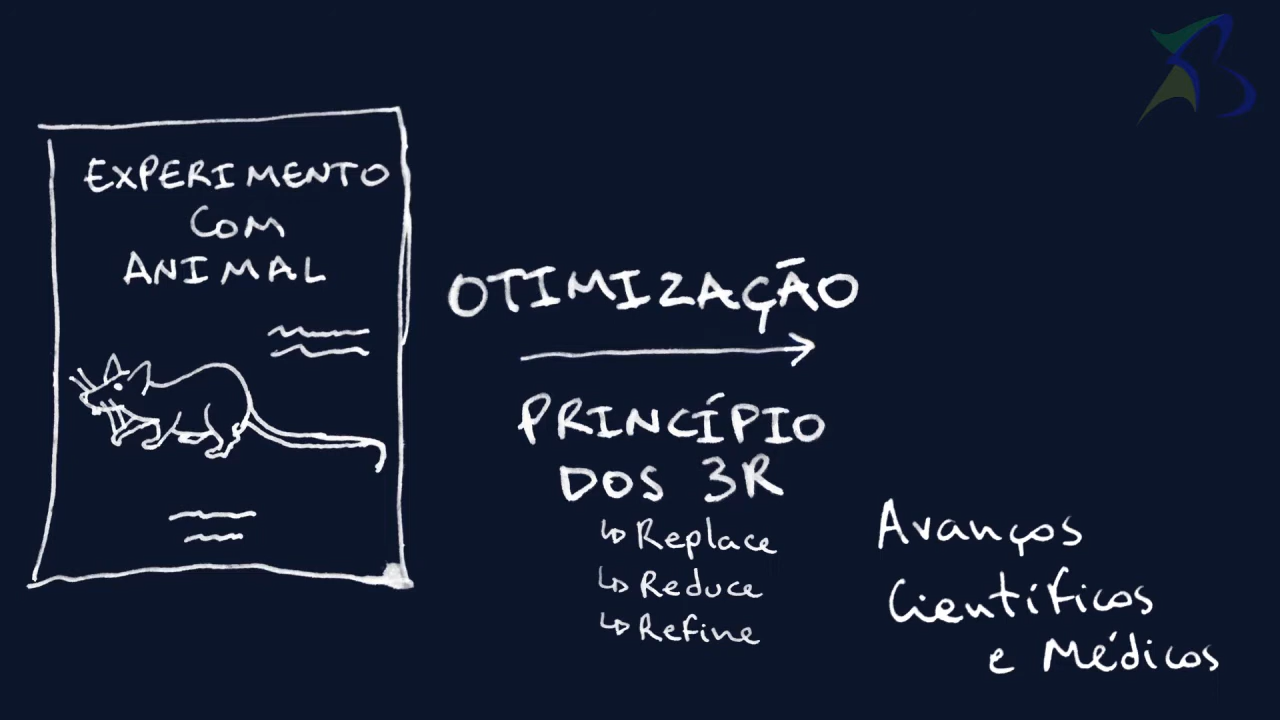 EXPERIMENTO
COM
ANIMAL
OTIMIZAÇÃO
PRINCÍPIO
DOS 3R
↳ Replace
↳ Reduce
↳ Refine
Avanços
Científicos
e Médicos